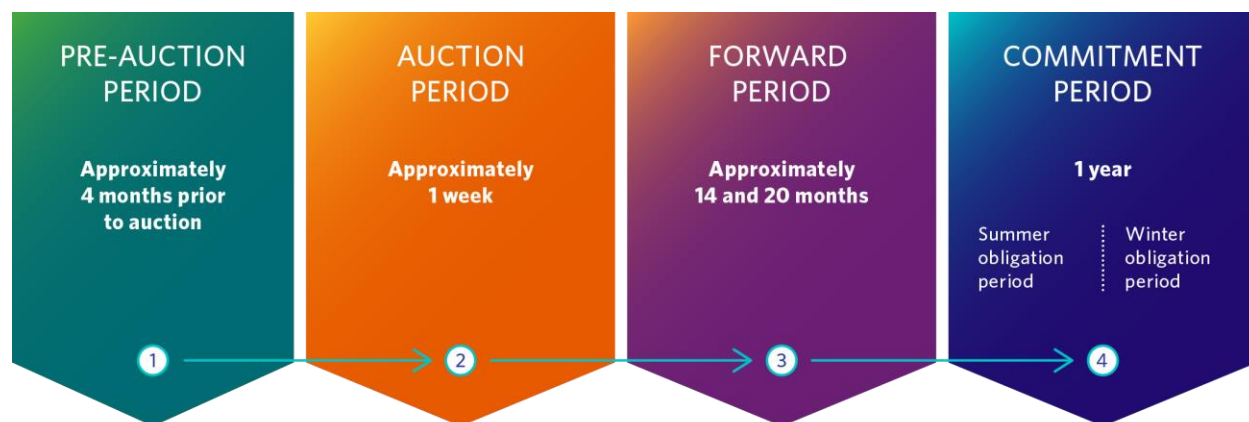 PRE-AUCTION
PERIOD
Approximately
4 months prior
to auction
1
AUCTION
PERIOD
Approximately
1 week
2
FORWARD
PERIOD
Approximately
14 and 20 months
3
COMMITMENT
PERIOD
1 year
Summer
obligation
period
Winter
obligation
period
4